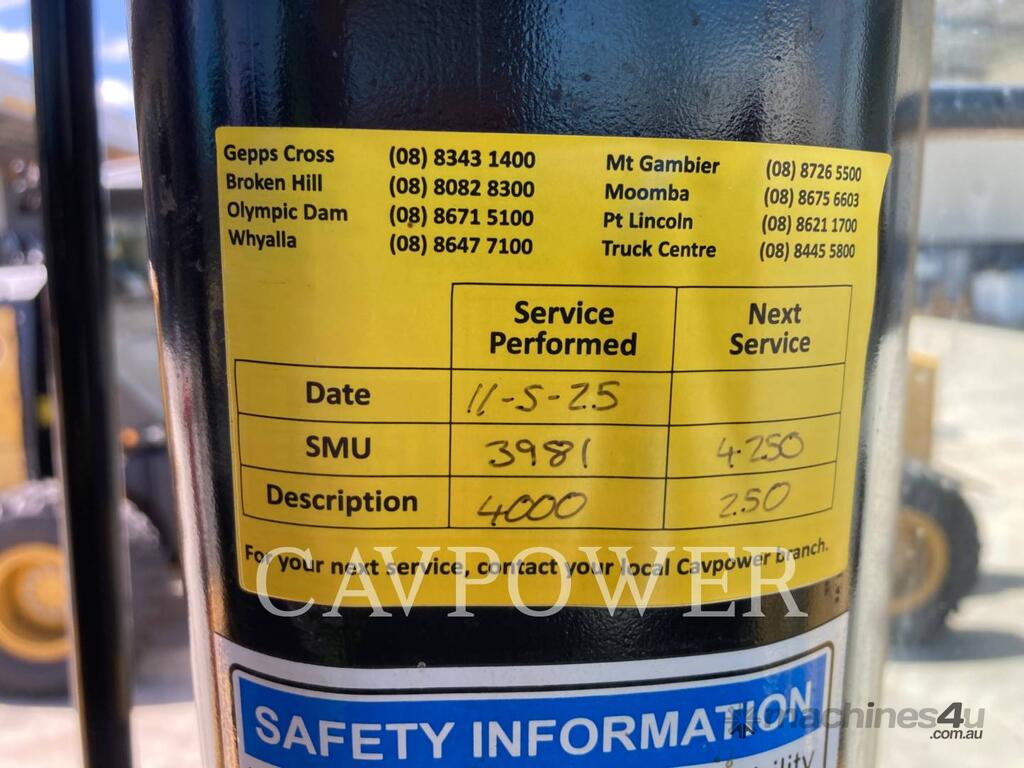 Gepps Cross (08) 8343 1400 Mt Gambier (08) 8726 5500
Broken Hill (08) 8082 8300 Moomba (08) 8675 6603
Olympic Dam (08) 8671 5100 Pt Lincoln (08) 8621 1700
Whyalla (08) 8647 7100 Truck Centre (08) 8445 5800
Service Performed Next Service
Date 11-5-25
SMU 3981 4250
Description 4000 250
For your next service, contact your local Cavpower branch.
CAVPOWER
SAFETY INFORMATION
machines4u
.com.au